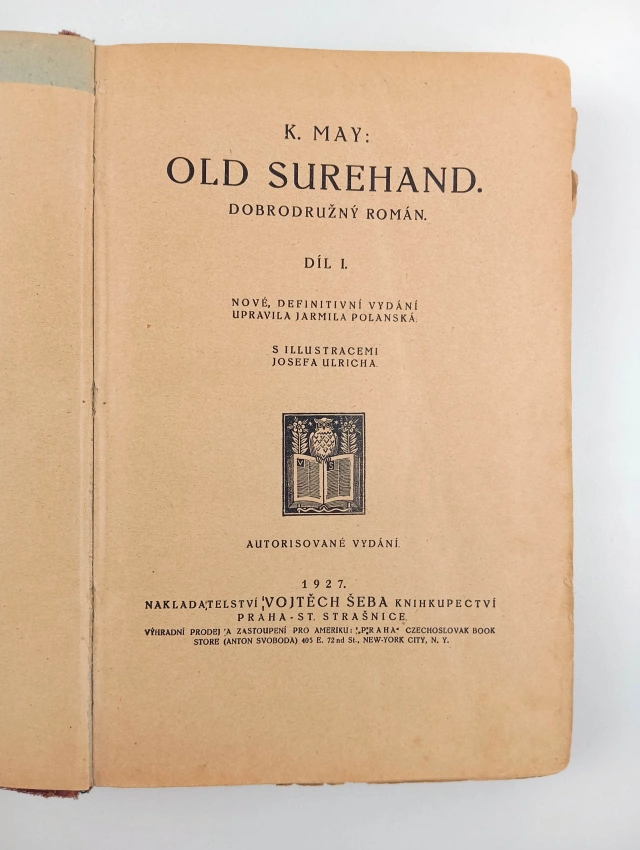 K. MAY:
OLD SUREHAND.
DOBRODRUŽNÝ ROMÁN.
DÍL I.
NOVÉ, DEFINITIVNÍ VYDÁNÍ
UPRAVILA JARMILA POLANSKÁ.
S ILLUSTRACEMI
JOSEFA ULRICHA.
V Š
AUTORISOVANÉ VYDÁNÍ.
1927.
NAKLADATELSTVÍ VOJTĚCH ŠEBA KNIHKUPECTVÍ
PRAHA - ST. STRAŠNICE.
VÝHRADNÍ PRODEJ A ZASTOUPENÍ PRO AMERIKU: „PRAHA“ CZECHOSLOVAK BOOK
STORE (ANTON SVOBODA) 405 E. 72nd St., NEW-YORK CITY, N. Y.